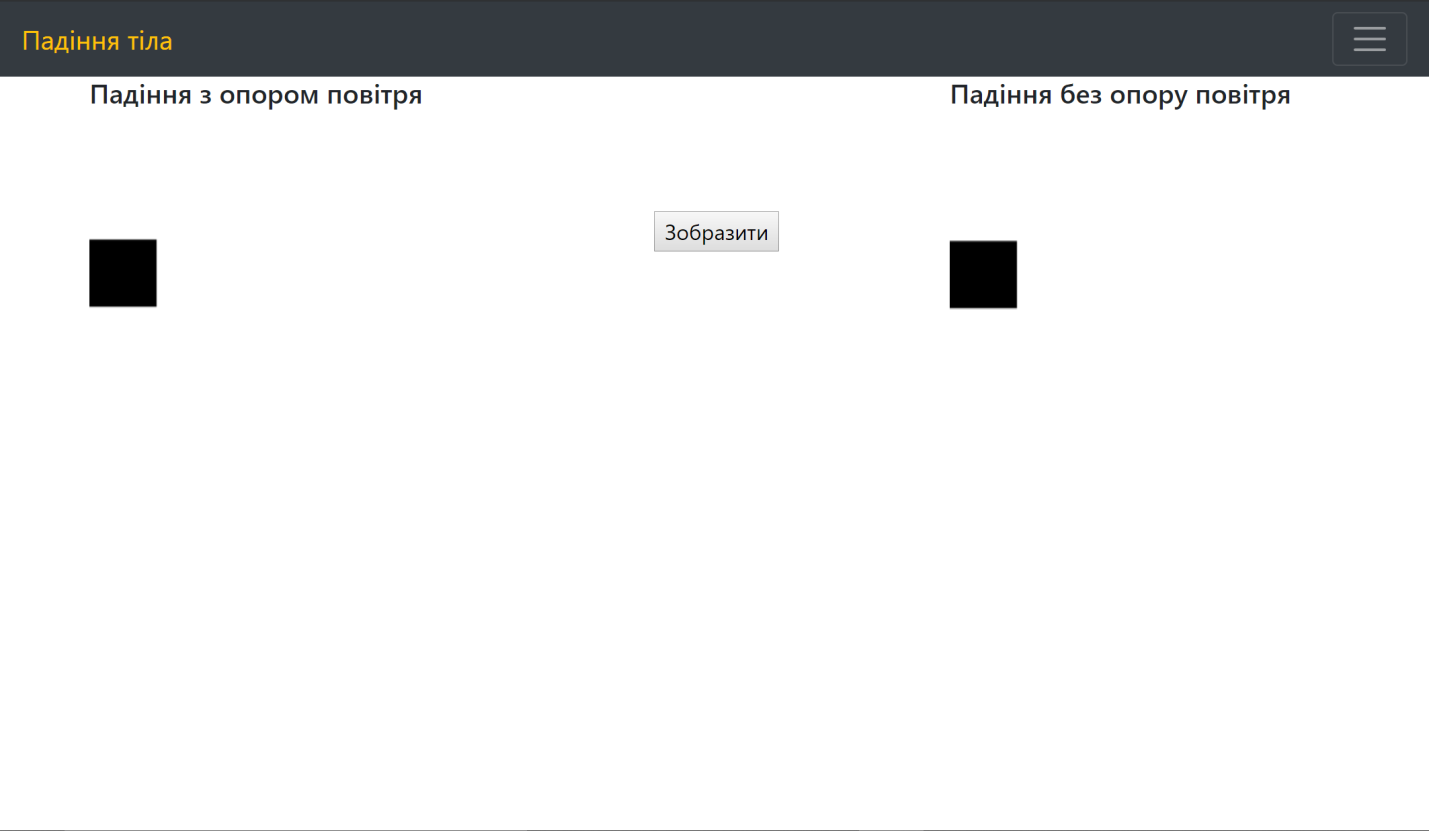 Падіння тіла
Падіння з опором повітря
Падіння без опору повітря
Зобразити